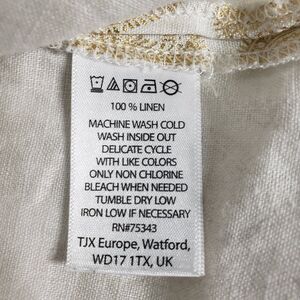 100 % LINEN
MACHINE WASH COLD
WASH INSIDE OUT
DELICATE CYCLE
WITH LIKE COLORS
ONLY NON CHLORINE
BLEACH WHEN NEEDED
TUMBLE DRY LOW
IRON LOW IF NECESSARY
RN#75343
TJX Europe, Watford,
WD17 1TX, UK